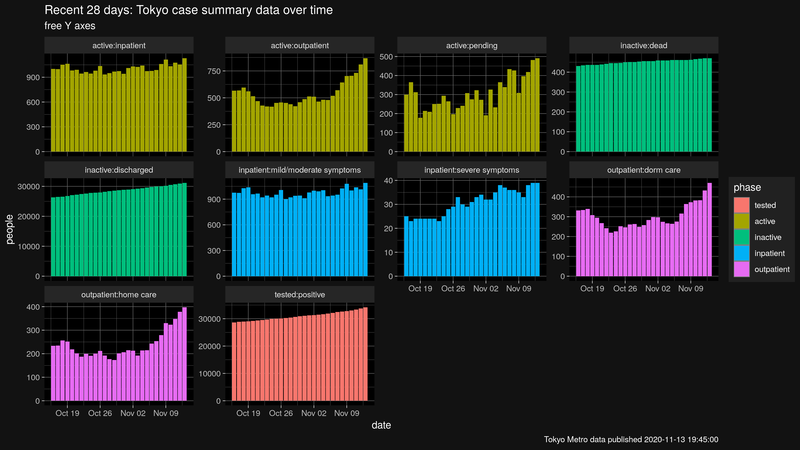 Recent 28 days: Tokyo case summary data over time
free Y axes
active:inpatient
active:outpatient
active:pending
inactive:dead
900
600
300
0
750
500
250
0
500
400
300
200
100
0
400
300
200
100
0
inactive:discharged
inpatient:mild/moderate symptoms
inpatient:severe symptoms
outpatient:dorm care
30000
20000
10000
0
900
600
300
0
40
30
20
10
0
400
300
200
100
0
Oct 19 Oct 26 Nov 02 Nov 09
Oct 19 Oct 26 Nov 02 Nov 09
outpatient:home care
tested:positive
400
300
200
100
0
30000
20000
10000
0
Oct 19 Oct 26 Nov 02 Nov 09
Oct 19 Oct 26 Nov 02 Nov 09
people
date
phase
tested
active
inactive
inpatient
outpatient
Tokyo Metro data published 2020-11-13 19:45:00